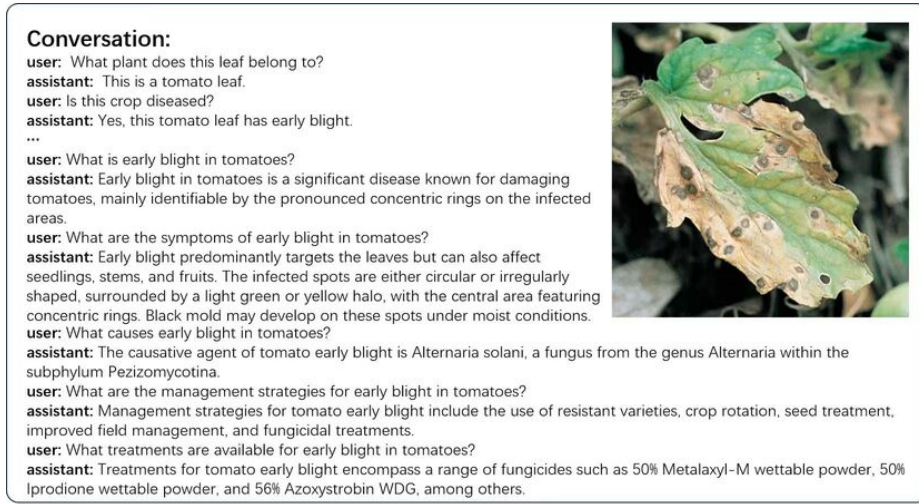 Conversation:
user: What plant does this leaf belong to?
assistant: This is a tomato leaf.
user: Is this crop diseased?
assistant: Yes, this tomato leaf has early blight.
...
user: What is early blight in tomatoes?
assistant: Early blight in tomatoes is a significant disease known for damaging
tomatoes, mainly identifiable by the pronounced concentric rings on the infected
areas.
user: What are the symptoms of early blight in tomatoes?
assistant: Early blight predominantly targets the leaves but can also affect
seedlings, stems, and fruits. The infected spots are either circular or irregularly
shaped, surrounded by a light green or yellow halo, with the central area featuring
concentric rings. Black mold may develop on these spots under moist conditions.
user: What causes early blight in tomatoes?
assistant: The causative agent of tomato early blight is Alternaria solani, a fungus from the genus Alternaria within the
subphylum Pezizomycotina.
user: What are the management strategies for early blight in tomatoes?
assistant: Management strategies for tomato early blight include the use of resistant varieties, crop rotation, seed treatment,
improved field management, and fungicidal treatments.
user: What treatments are available for early blight in tomatoes?
assistant: Treatments for tomato early blight encompass a range of fungicides such as 50% Metalaxyl-M wettable powder, 50%
Iprodione wettable powder, and 56% Azoxystrobin WDG, among others.